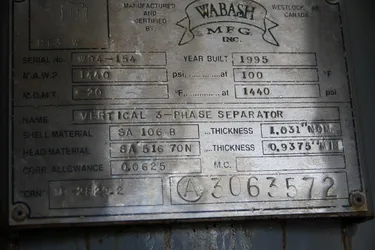 MANUFACTURED
AND
CERTIFIED
BY
WABASH
MFG.
INC.
WESTLOCK,
CANADA
SERIAL No. YEAR BUILT 1995
M.A.W.P. 1440 psi at 100 °F
M.D.M.T. -20 °F at 1440
NAME VERTICAL 3-PHASE SEPARATOR
SHELL MATERIAL SA 106 B ...THICKNESS 1.031" NOM
HEAD MATERIAL SA 516 70N ...THICKNESS 0.9375" MIN
CORR. ALLOWANCE 0.0625 M.C.
"CRN" A 3063572